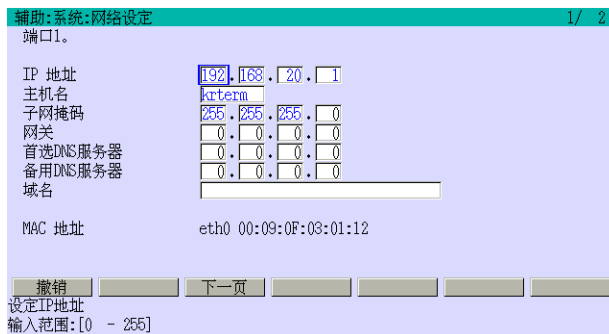 辅助:系统:网络设定 1/ 2
端口1。
IP 地址 192.168. 20. 1
主机名 krterm
子网掩码 255.255.255. 0
网关 0. 0. 0. 0
首选DNS服务器 0. 0. 0. 0
备用DNS服务器 0. 0. 0. 0
域名
MAC 地址 eth0 00:09:0F:03:01:12
撤销 下一页
设定IP地址
输入范围:[0 - 255]